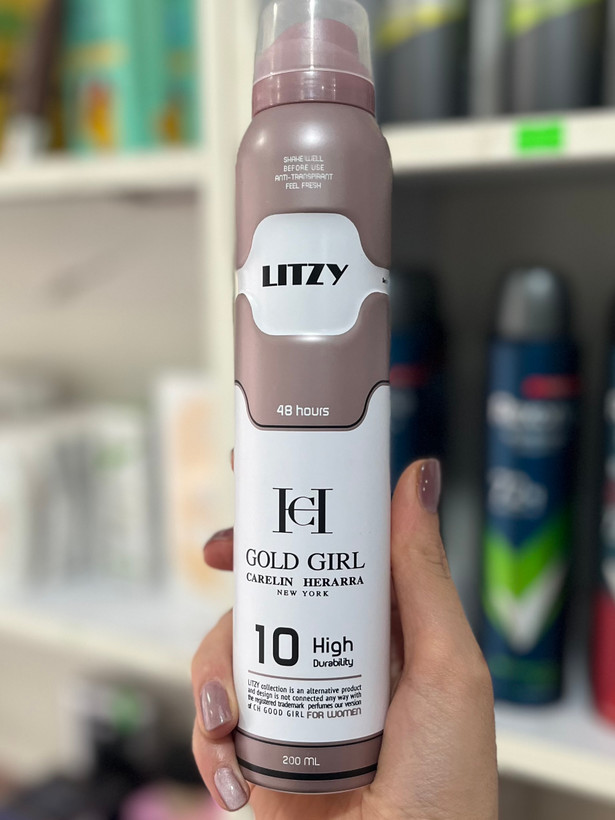 SHAKE WELL
BEFORE USE
ANTI-TRANSPIRANT
FEEL FRESH
LITZY
48 hours
GOLD GIRL
CARELIN HERARRA
NEW YORK
10 High
Durability
LITZY collection is an alternative product
and design is not connected any way with
the registered trademark perfumes our version
of CH GOOD GIRL FOR WOMEN
200 ML